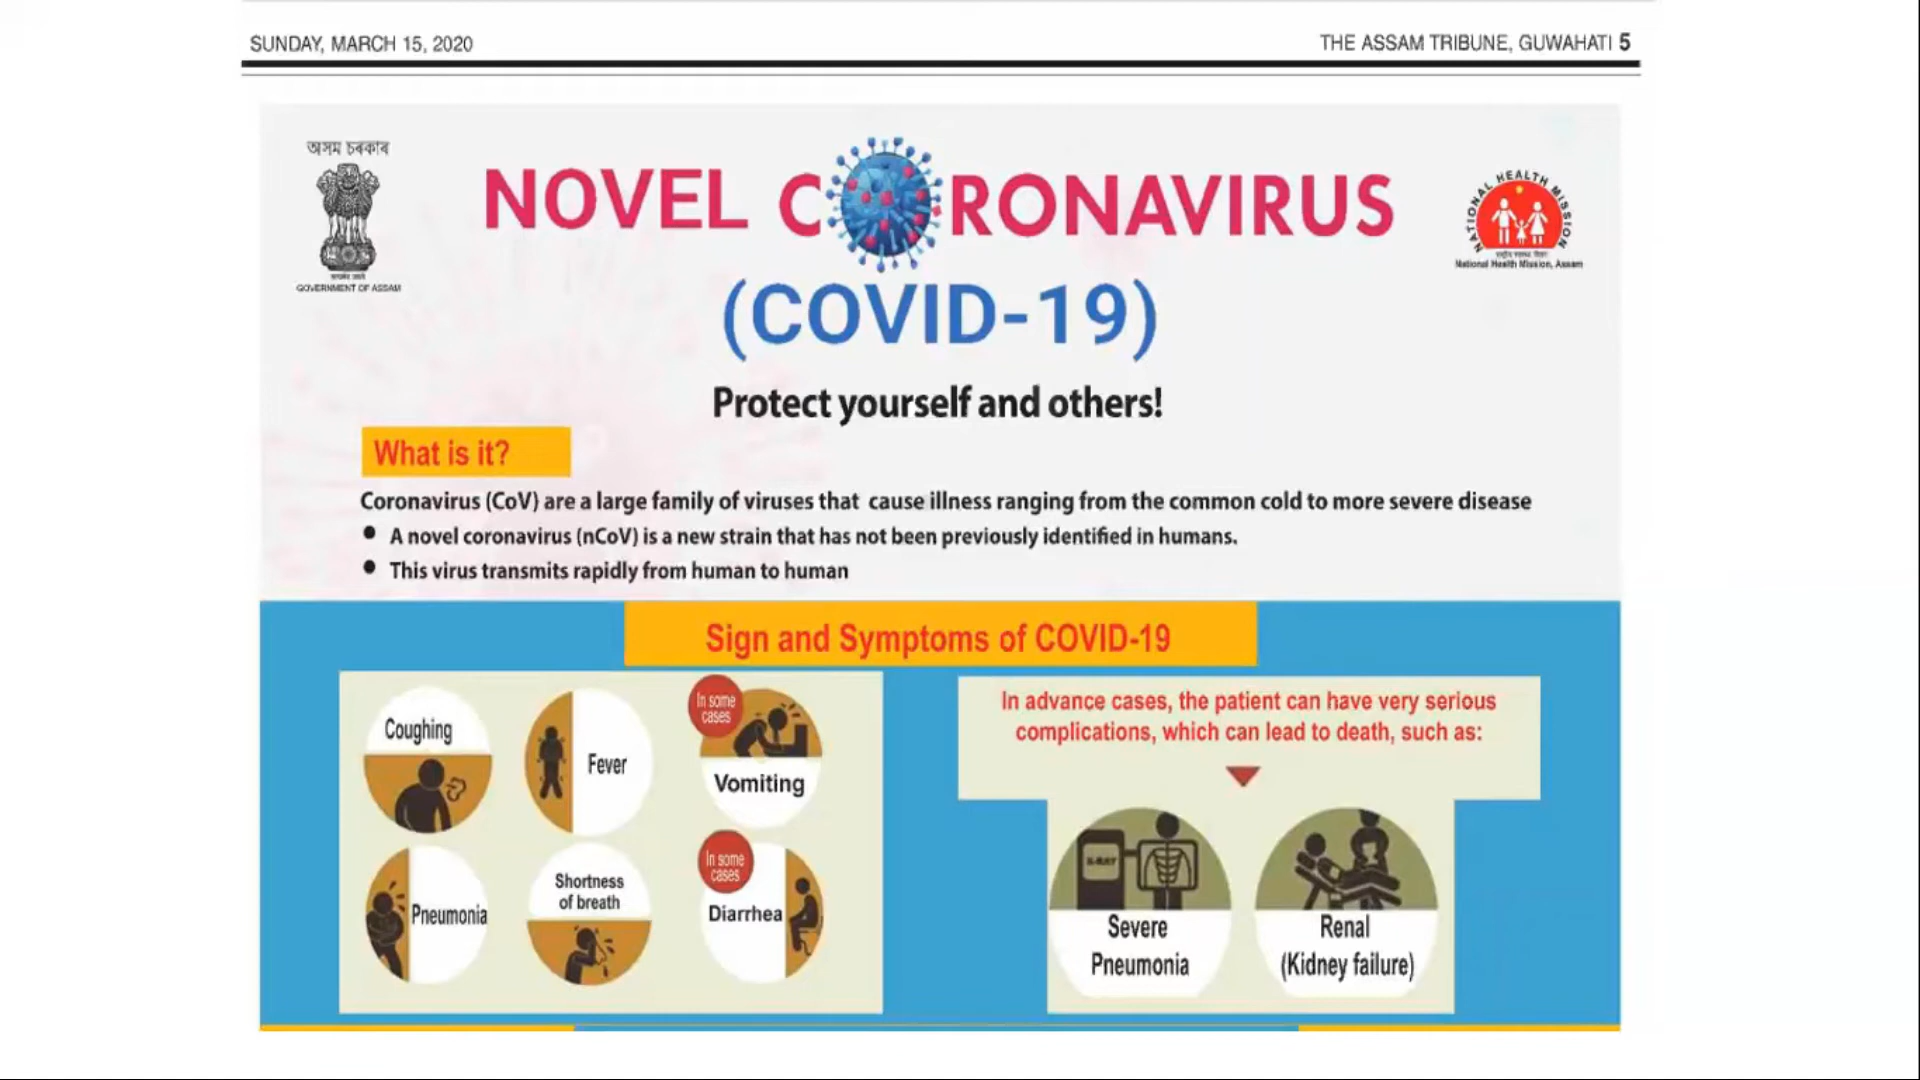 SUNDAY, MARCH 15, 2020
THE ASSAM TRIBUNE, GUWAHATI 5
অসম চৰকাৰ
GOVERNMENT OF ASSAM
NOVEL CORONAVIRUS
(COVID-19)
NATIONAL HEALTH MISSION
National Health Mission, Assam
Protect yourself and others!
What is it?
Coronavirus (CoV) are a large family of viruses that cause illness ranging from the common cold to more severe disease
• A novel coronavirus (nCoV) is a new strain that has not been previously identified in humans.
• This virus transmits rapidly from human to human
Sign and Symptoms of COVID-19
Coughing
Fever
In some
cases
Vomiting
Pneumonia
Shortness
of breath
In some
cases
Diarrhea
In advance cases, the patient can have very serious
complications, which can lead to death, such as:
X-RAY
Severe
Pneumonia
Renal
(Kidney failure)